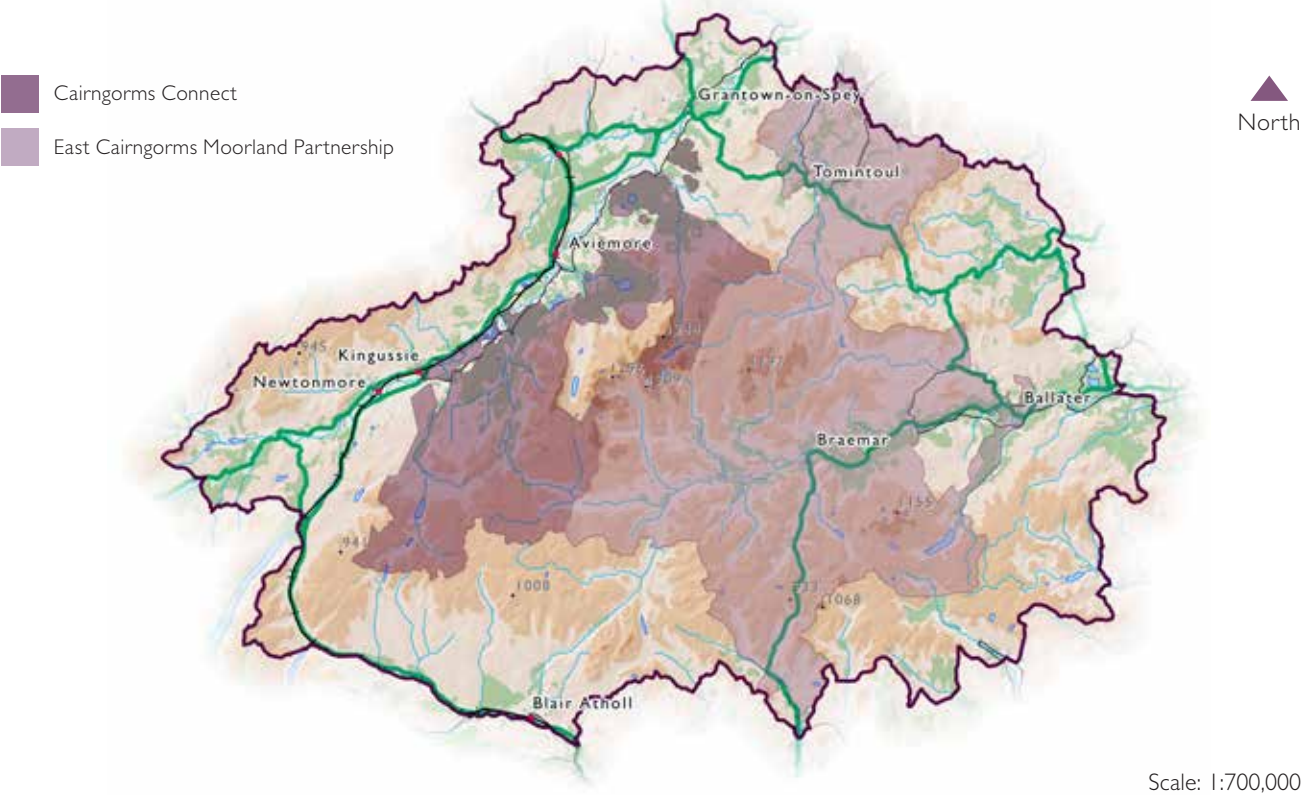 Cairngorms Connect
East Cairngorms Moorland Partnership
North
Grantown-on-Spey
Tomintoul
Aviemore
945
Kingussie
Newtonmore
Ballater
Braemar
1155
941
1008
1068
Blair Atholl
Scale: 1:700,000